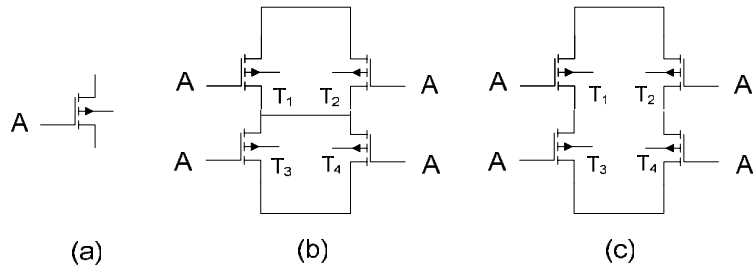 A A A A
T₁ T₂ T₁ T₂
A
A A A A
T₃ T₄ T₃ T₄
(a) (b) (c)